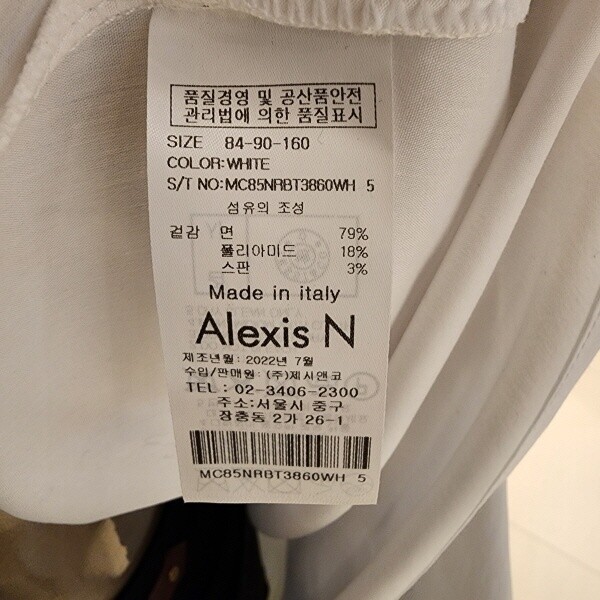 품질경영 및 공산품안전
관리법에 의한 품질표시
SIZE 84-90-160
COLOR:WHITE
S/T NO:MC85NRBT3860WH 5
섬유의 조성
겉감 면 79%
폴리아미드 18%
스판 3%
Made in italy
Alexis N
제조년월: 2022년 7월
수입/판매원: (주)제시앤코
TEL: 02-3406-2300
주소:서울시 중구
장충동 2가 26-1
MC85NRBT3860WH 5